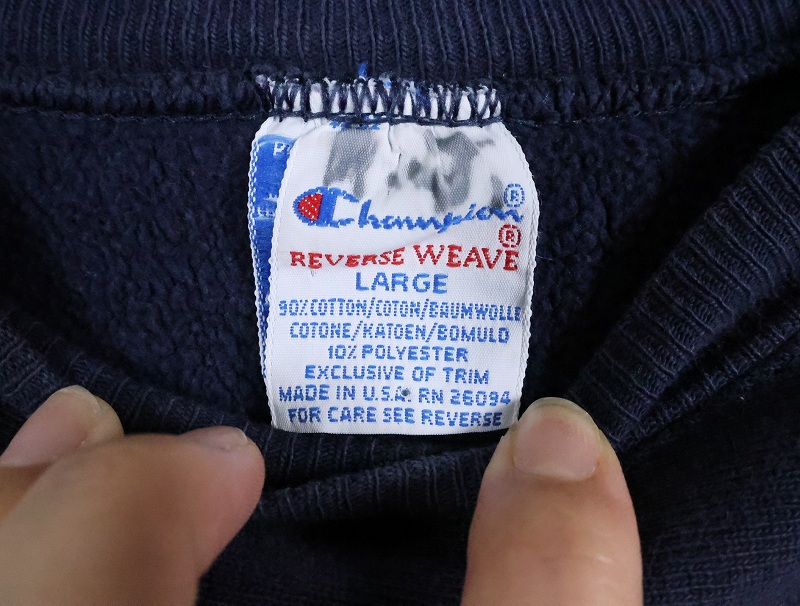 Champion®
®
REVERSE WEAVE
LARGE
90% COTTON/COTON/BAUMWOLLE
COTONE/KATOEN/BOMULD
10% POLYESTER
EXCLUSIVE OF TRIM
MADE IN U.S.A. RN 26094
FOR CARE SEE REVERSE